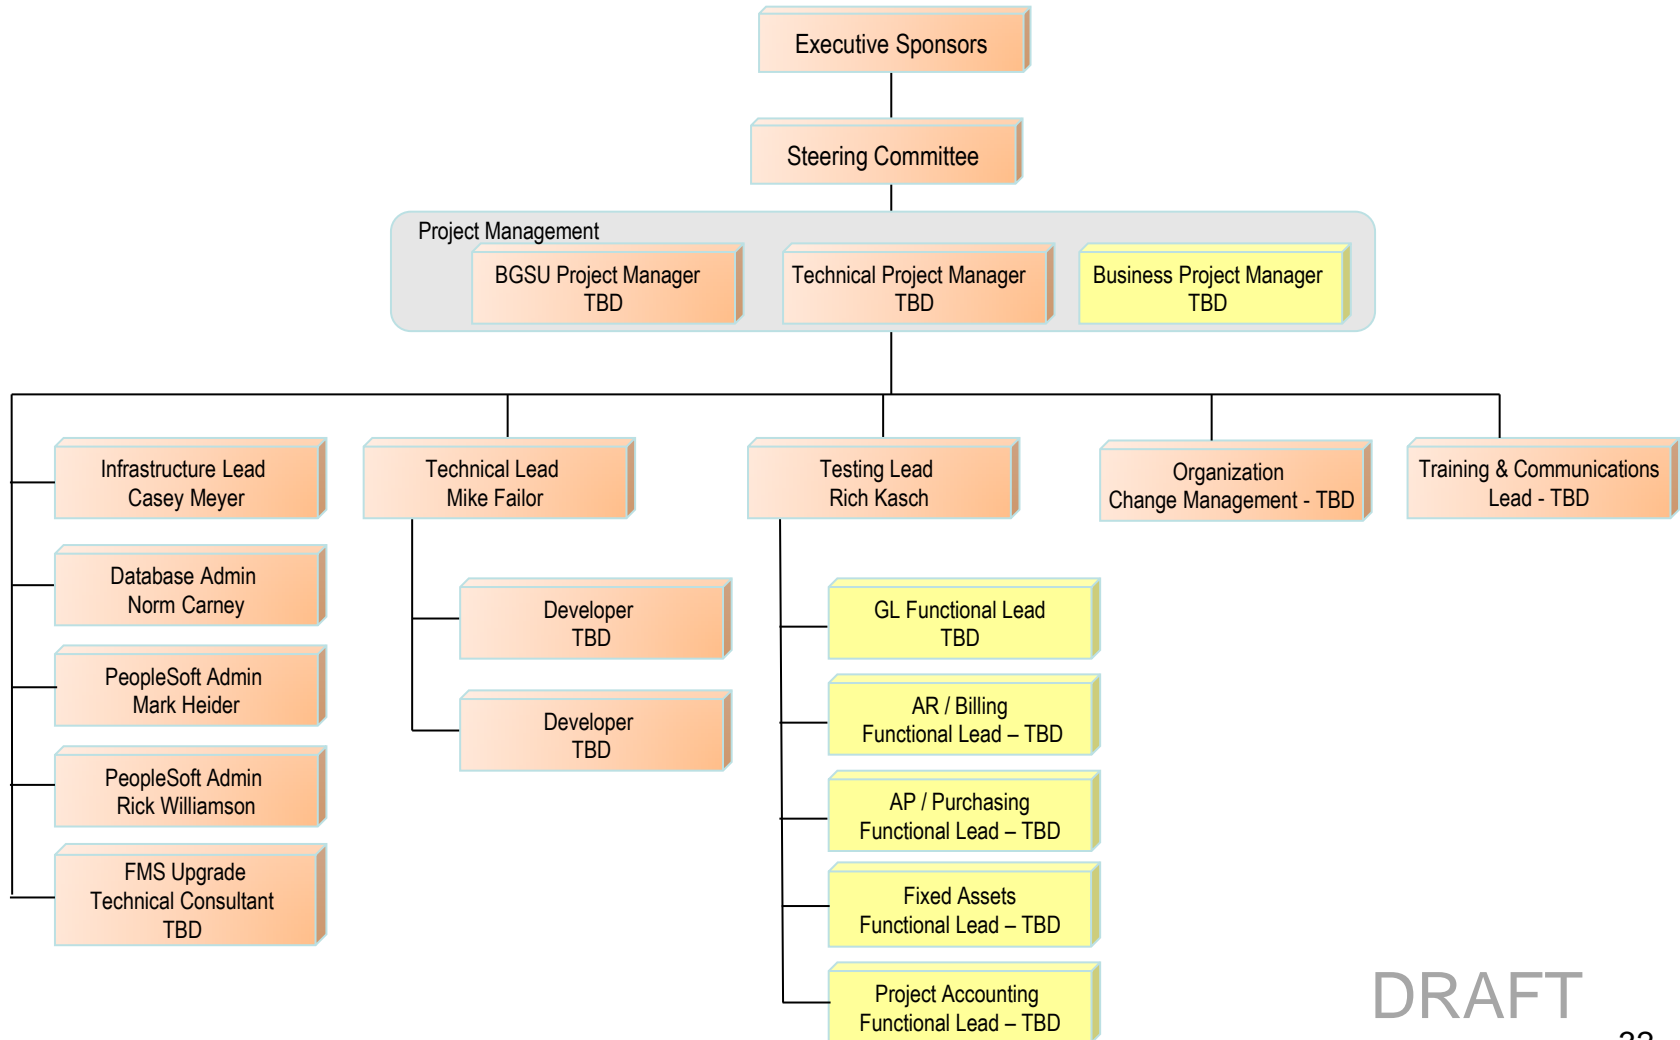 Executive Sponsors
Steering Committee
Project Management
BGSU Project Manager
TBD
Technical Project Manager
TBD
Business Project Manager
TBD
Infrastructure Lead
Casey Meyer
Technical Lead
Mike Failor
Testing Lead
Rich Kasch
Organization
Change Management - TBD
Training & Communications
Lead - TBD
Database Admin
Norm Carney
PeopleSoft Admin
Mark Heider
PeopleSoft Admin
Rick Williamson
FMS Upgrade
Technical Consultant
TBD
Developer
TBD
Developer
TBD
GL Functional Lead
TBD
AR / Billing
Functional Lead – TBD
AP / Purchasing
Functional Lead – TBD
Fixed Assets
Functional Lead – TBD
Project Accounting
Functional Lead – TBD
DRAFT